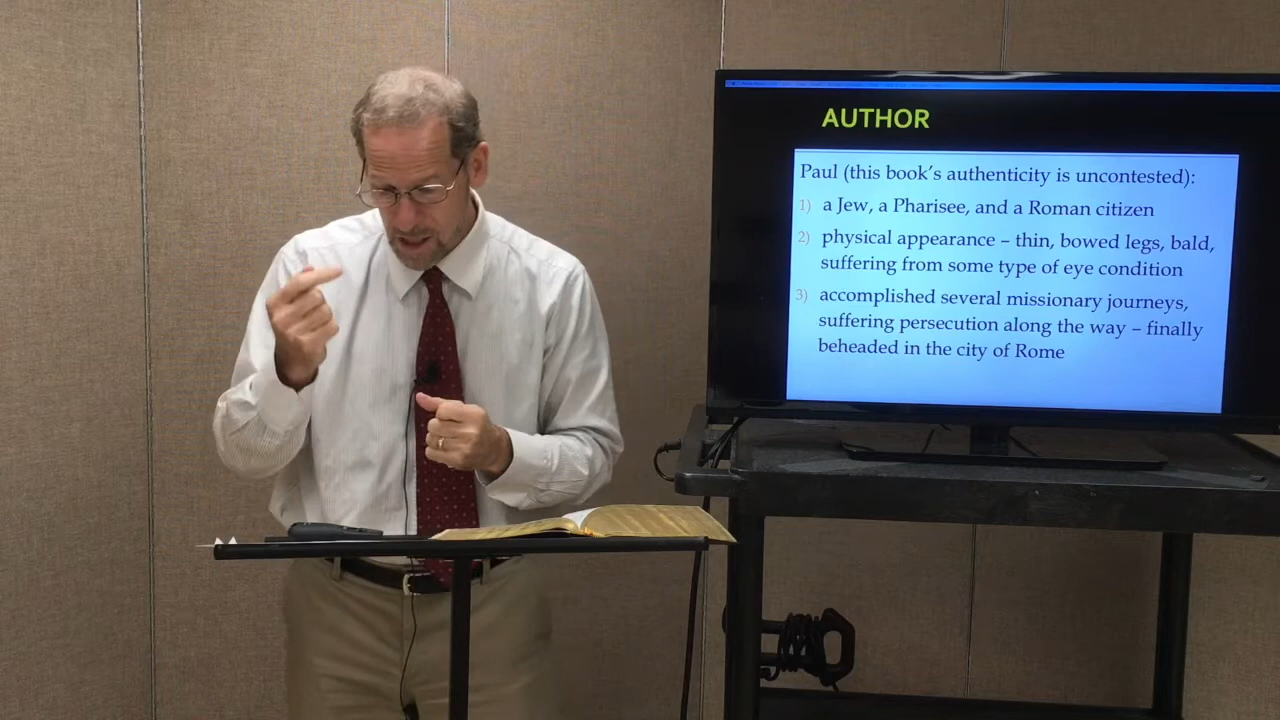 AUTHOR
Paul (this book's authenticity is uncontested):
1) a Jew, a Pharisee, and a Roman citizen
2) physical appearance – thin, bowed legs, bald,
suffering from some type of eye condition
3) accomplished several missionary journeys,
suffering persecution along the way – finally
beheaded in the city of Rome